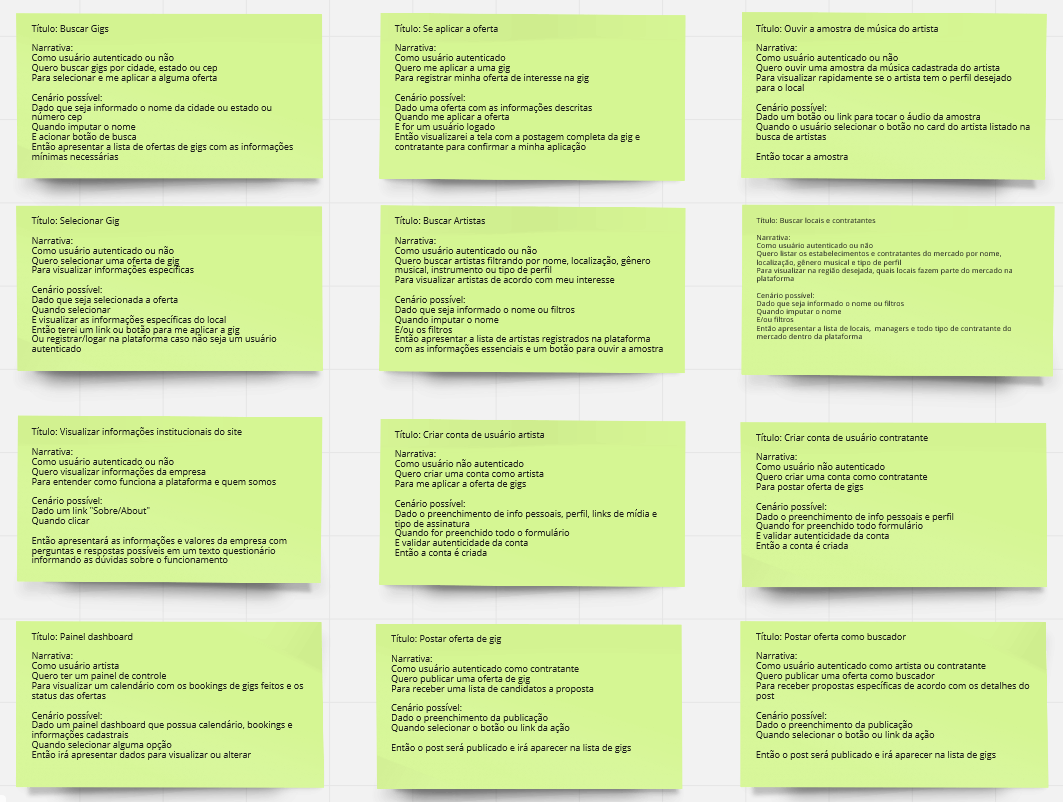 Título: Buscar Gigs
Narrativa:
Como usuário autenticado ou não
Quero buscar gigs por cidade, estado ou cep
Para selecionar e me aplicar a alguma oferta
Cenário possível:
Dado que seja informado o nome da cidade ou estado ou
número cep
Quando imputar o nome
E acionar botão de busca
Então apresentar a lista de ofertas de gigs com as informações
mínimas necessárias
Título: Se aplicar a oferta
Narrativa:
Como usuário autenticado
Quero me aplicar a uma gig
Para registrar minha oferta de interesse na gig
Cenário possível:
Dado uma oferta com as informações descritas
Quando me aplicar a oferta
E for um usuário logado
Então visualizarei a tela com a postagem completa da gig e
contratante para confirmar a minha aplicação
Título: Ouvir a amostra de música do artista
Narrativa:
Como usuário autenticado ou não
Quero ouvir uma amostra da música cadastrada do artista
Para visualizar rapidamente se o artista tem o perfil desejado
para o local
Cenário possível:
Dado um botão ou link para tocar o áudio da amostra
Quando o usuário selecionar o botão no card do artista listado na
busca de artistas
Então tocar a amostra
Título: Selecionar Gig
Narrativa:
Como usuário autenticado ou não
Quero selecionar uma oferta de gig
Para visualizar informações específicas
Cenário possível:
Dado que seja selecionada a oferta
Quando selecionar
E visualizar as informações específicas do local
Então terei um link ou botão para me aplicar a gig
Ou registrar/logar na plataforma caso não seja um usuário
autenticado
Título: Buscar Artistas
Narrativa:
Como usuário autenticado ou não
Quero buscar artistas filtrando por nome, localização, gênero
musical, instrumento ou tipo de perfil
Para visualizar artistas de acordo com meu interesse
Cenário possível:
Dado que seja informado o nome ou filtros
Quando imputar o nome
E/ou os filtros
Então apresentar a lista de artistas registrados na plataforma
com as informações essenciais e um botão para ouvir a amostra
Título: Buscar locais e contratantes
Narrativa:
Como usuário autenticado ou não
Quero listar os estabelecimentos e contratantes do mercado por nome,
localização, gênero musical e tipo de perfil
Para visualizar na região desejada, quais locais fazem parte do mercado na
plataforma
Cenário possível:
Dado que seja informado o nome ou filtros
Quando imputar o nome
E/ou filtros
Então apresentar a lista de locais, managers e todo tipo de contratante do
mercado dentro da plataforma
Título: Visualizar informações institucionais do site
Narrativa:
Como usuário autenticado ou não
Quero visualizar informações da empresa
Para entender como funciona a plataforma e quem somos
Cenário possível:
Dado um link "Sobre/About"
Quando clicar
Então apresentará as informações e valores da empresa com
perguntas e respostas possíveis em um texto questionário
informando as dúvidas sobre o funcionamento
Título: Criar conta de usuário artista
Narrativa:
Como usuário não autenticado
Quero criar uma conta como artista
Para me aplicar a oferta de gigs
Cenário possível:
Dado o preenchimento de info pessoais, perfil, links de mídia e
tipo de assinatura
Quando for preenchido todo o formulário
E validar autenticidade da conta
Então a conta é criada
Título: Criar conta de usuário contratante
Narrativa:
Como usuário não autenticado
Quero criar uma conta como contratante
Para postar oferta de gigs
Cenário possível:
Dado o preenchimento de info pessoais e perfil
Quando for preenchido todo formulário
E validar autenticidade da conta
Então a conta é criada
Título: Painel dashboard
Narrativa:
Como usuário artista
Quero ter um painel de controle
Para visualizar um calendário com os bookings de gigs feitos e os
status das ofertas
Cenário possível:
Dado um painel dashboard que possua calendário, bookings e
informações cadastrais
Quando selecionar alguma opção
Então irá apresentar dados para visualizar ou alterar
Título: Postar oferta de gig
Narrativa:
Como usuário autenticado como contratante
Quero publicar uma oferta de gig
Para receber uma lista de candidatos a proposta
Cenário possível:
Dado o preenchimento da publicação
Quando selecionar o botão ou link da ação
Então o post será publicado e irá aparecer na lista de gigs
Título: Postar oferta como buscador
Narrativa:
Como usuário autenticado como artista ou contratante
Quero publicar uma oferta como buscador
Para receber propostas específicas de acordo com os detalhes do
post
Cenário possível:
Dado o preenchimento da publicação
Quando selecionar o botão ou link da ação
Então o post será publicado e irá aparecer na lista de gigs